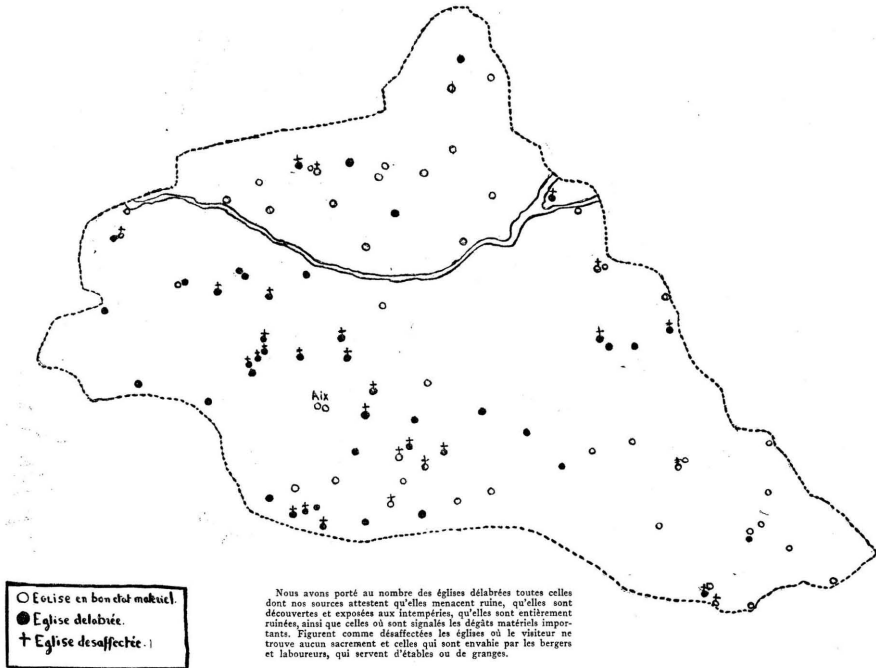 Aix
O Eglise en bon etat matériel.
● Eglise delabrée.
+ Eglise desaffectée.
Nous avons porté au nombre des églises délabrées toutes celles
dont nos sources attestent qu'elles menacent ruine, qu'elles sont
découvertes et exposées aux intempéries, qu'elles sont entièrement
ruinées, ainsi que celles où sont signalés les dégâts matériels impor-
tants. Figurent comme désaffectées les églises où le visiteur ne
trouve aucun sacrement et celles qui sont envahie par les bergers
et laboureurs, qui servent d'étables ou de granges.